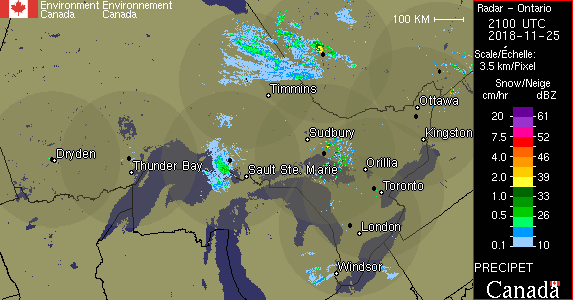 Environment Environnement
Canada Canada
100 KM
Radar - Ontario
2100 UTC
2018-11-25
Scale/Échelle:
3.5 km/Pixel
Snow/Neige
cm/hr dBZ
20 61
7.5 52
4.0 46
2.0 39
1.0 33
0.5 26
0.1 10
PRECIPET
Canada
Timmins
Ottawa
Sudbury
Kingston
Dryden
Thunder Bay
Sault Ste. Marie
Orillia
Toronto
London
Windsor